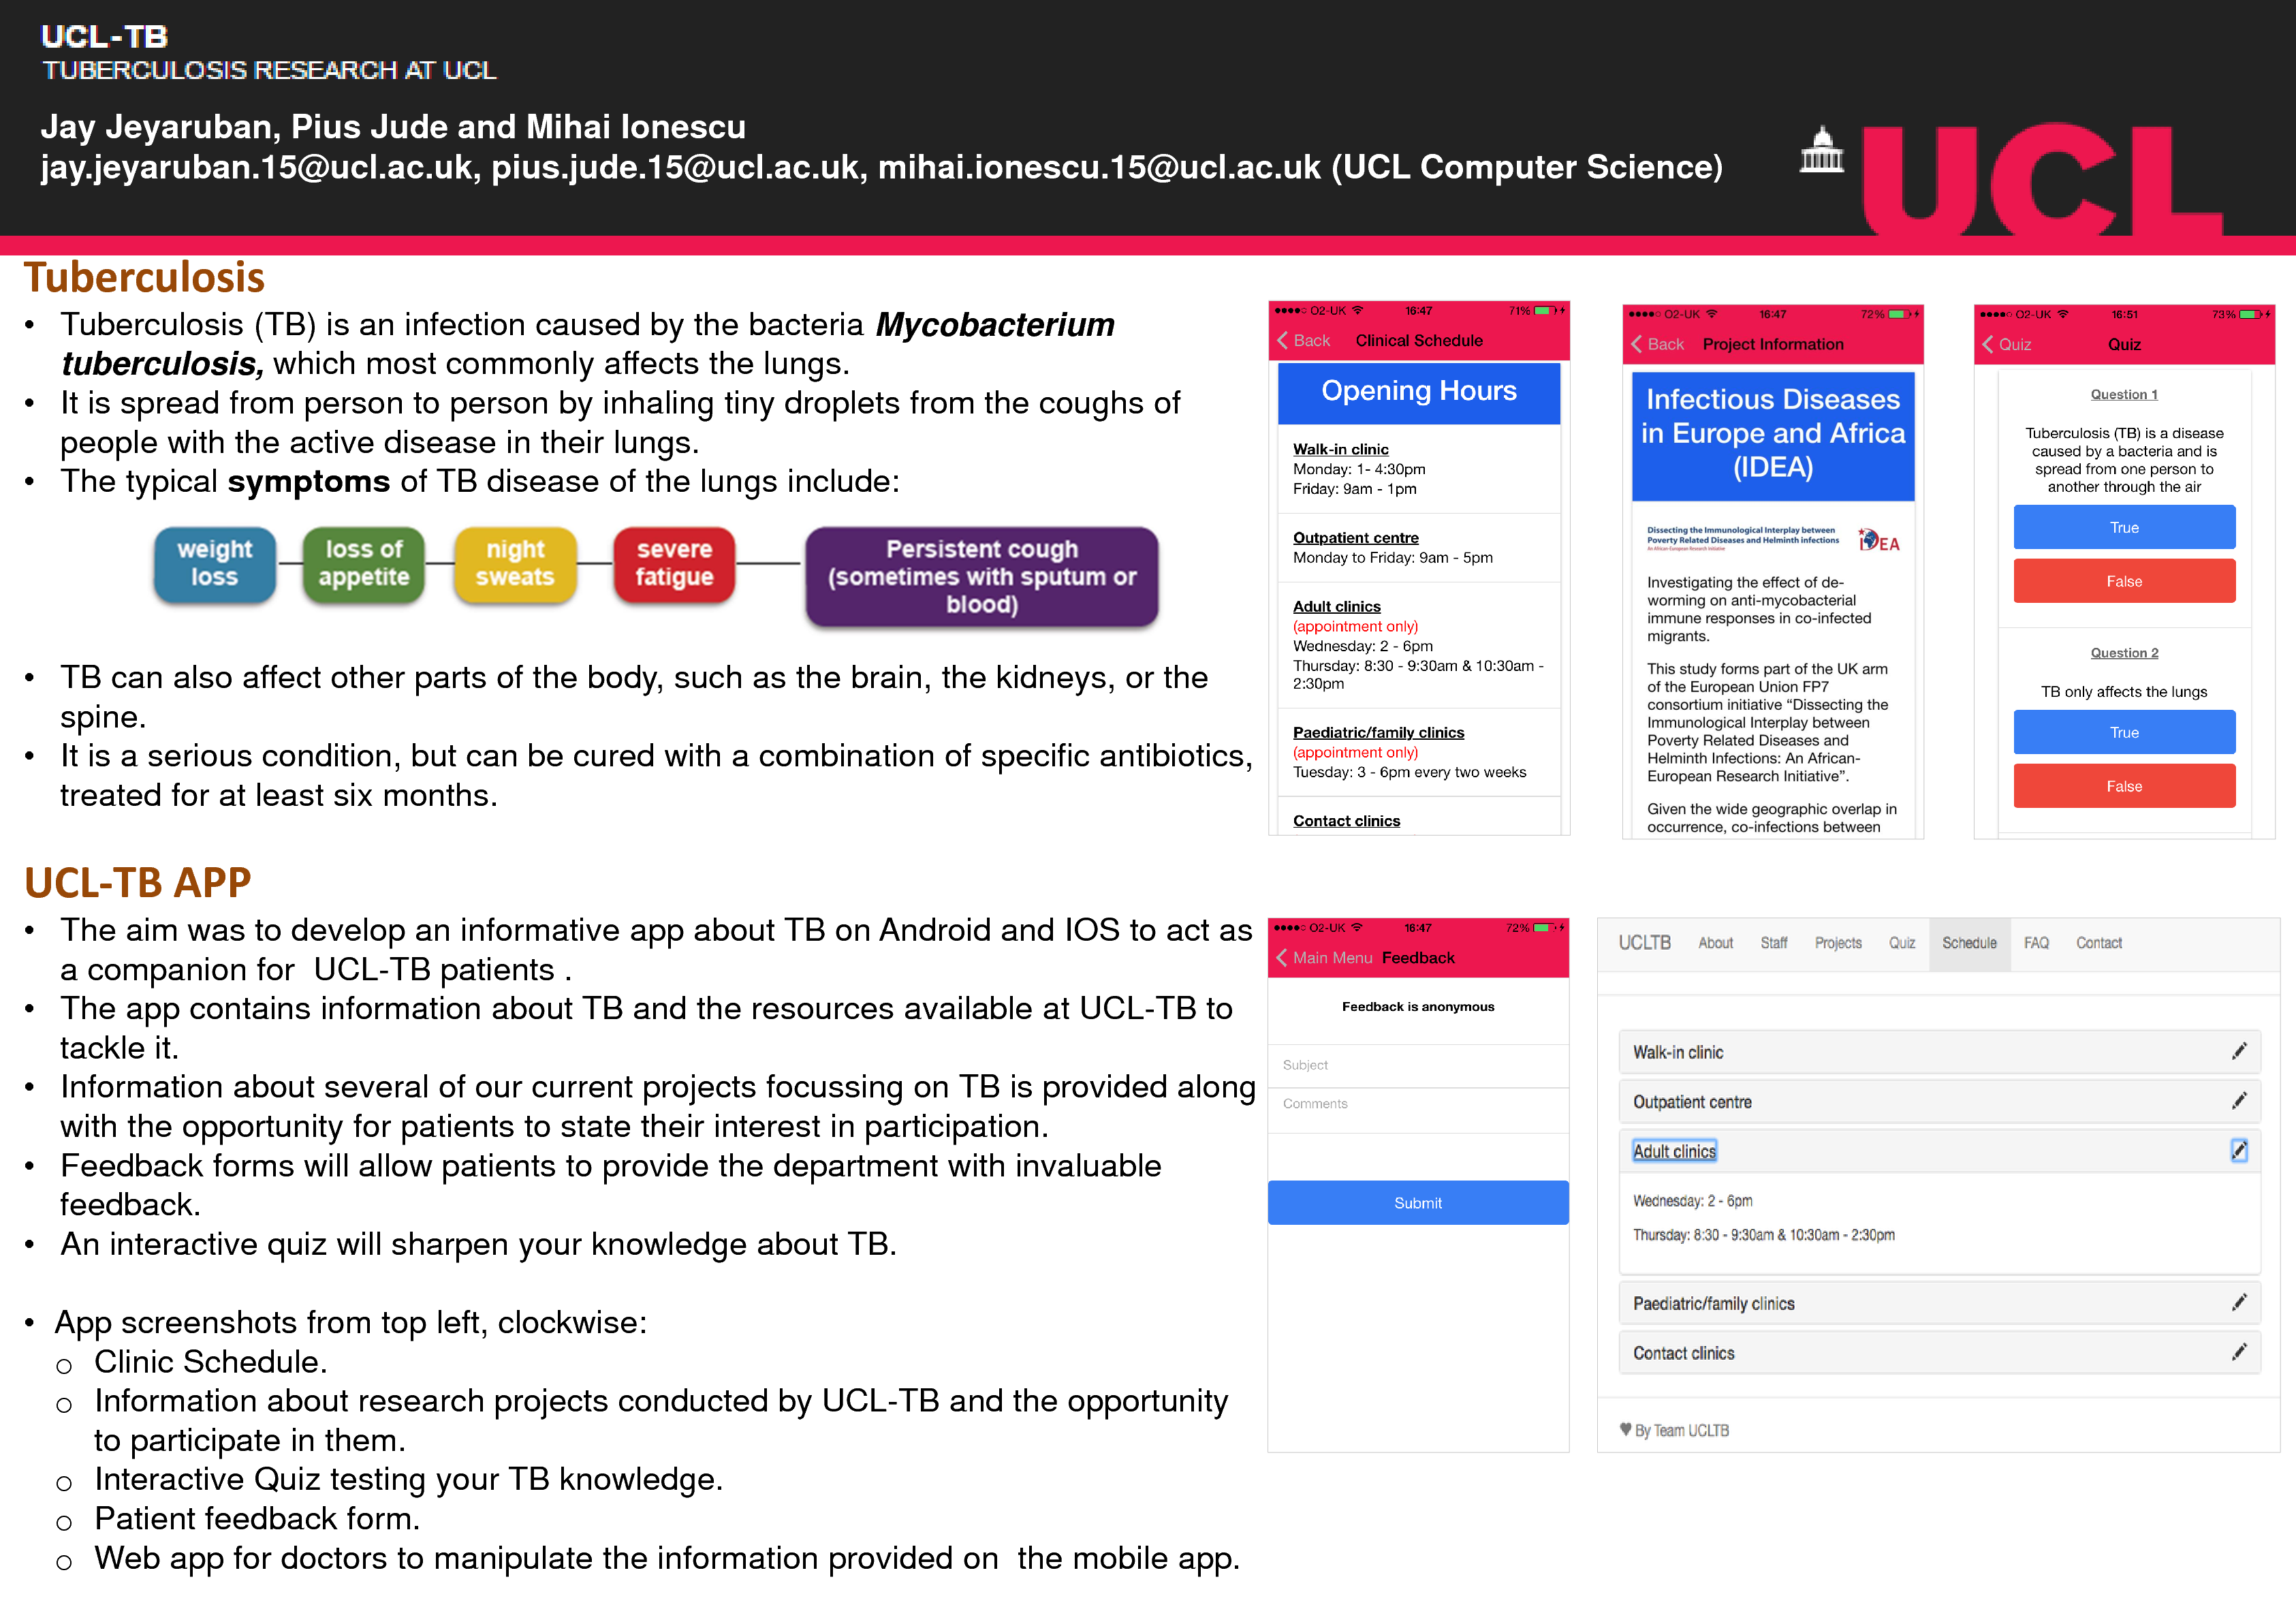 UCL-TB
TUBERCULOSIS RESEARCH AT UCL
Jay Jeyaruban, Pius Jude and Mihai Ionescu
jay.jeyaruban.15@ucl.ac.uk, pius.jude.15@ucl.ac.uk, mihai.ionescu.15@ucl.ac.uk (UCL Computer Science)
UCL
Tuberculosis
• Tuberculosis (TB) is an infection caused by the bacteria Mycobacterium
tuberculosis, which most commonly affects the lungs.
• It is spread from person to person by inhaling tiny droplets from the coughs of
people with the active disease in their lungs.
• The typical symptoms of TB disease of the lungs include:
weight
loss
loss of
appetite
night
sweats
severe
fatigue
Persistent cough
(sometimes with sputum or
blood)
• TB can also affect other parts of the body, such as the brain, the kidneys, or the
spine.
• It is a serious condition, but can be cured with a combination of specific antibiotics,
treated for at least six months.
UCL-TB APP
• The aim was to develop an informative app about TB on Android and IOS to act as
a companion for UCL-TB patients .
• The app contains information about TB and the resources available at UCL-TB to
tackle it.
• Information about several of our current projects focussing on TB is provided along
with the opportunity for patients to state their interest in participation.
• Feedback forms will allow patients to provide the department with invaluable
feedback.
• An interactive quiz will sharpen your knowledge about TB.
• App screenshots from top left, clockwise:
o Clinic Schedule.
o Information about research projects conducted by UCL-TB and the opportunity
to participate in them.
o Interactive Quiz testing your TB knowledge.
o Patient feedback form.
o Web app for doctors to manipulate the information provided on the mobile app.
O2-UK 16:47 71%
Back Clinical Schedule
Opening Hours
Walk-in clinic
Monday: 1- 4:30pm
Friday: 9am - 1pm
Outpatient centre
Monday to Friday: 9am - 5pm
Adult clinics
(appointment only)
Wednesday: 2 - 6pm
Thursday: 8:30 - 9:30am & 10:30am -
2:30pm
Paediatric/family clinics
(appointment only)
Tuesday: 3 - 6pm every two weeks
Contact clinics
O2-UK 16:47 72%
Back Project Information
Infectious Diseases
in Europe and Africa
(IDEA)
Dissecting the Immunological Interplay between
Poverty Related Diseases and Helminth infections
An African-European Research Initiative
IDEA
Investigating the effect of de-
worming on anti-mycobacterial
immune responses in co-infected
migrants.
This study forms part of the UK arm
of the European Union FP7
consortium initiative “Dissecting the
Immunological Interplay between
Poverty Related Diseases and
Helminth Infections: An African-
European Research Initiative”.
Given the wide geographic overlap in
occurrence, co-infections between
O2-UK 16:51 73%
Quiz Quiz
Question 1
Tuberculosis (TB) is a disease
caused by a bacteria and is
spread from one person to
another through the air
True
False
Question 2
TB only affects the lungs
True
False
O2-UK 16:47 72%
Main Menu Feedback
Feedback is anonymous
Subject
Comments
Submit
UCLTB About Staff Projects Quiz Schedule FAQ Contact
Walk-in clinic
Outpatient centre
Adult clinics
Wednesday: 2 - 6pm
Thursday: 8:30 - 9:30am & 10:30am - 2:30pm
Paediatric/family clinics
Contact clinics
♥ By Team UCLTB